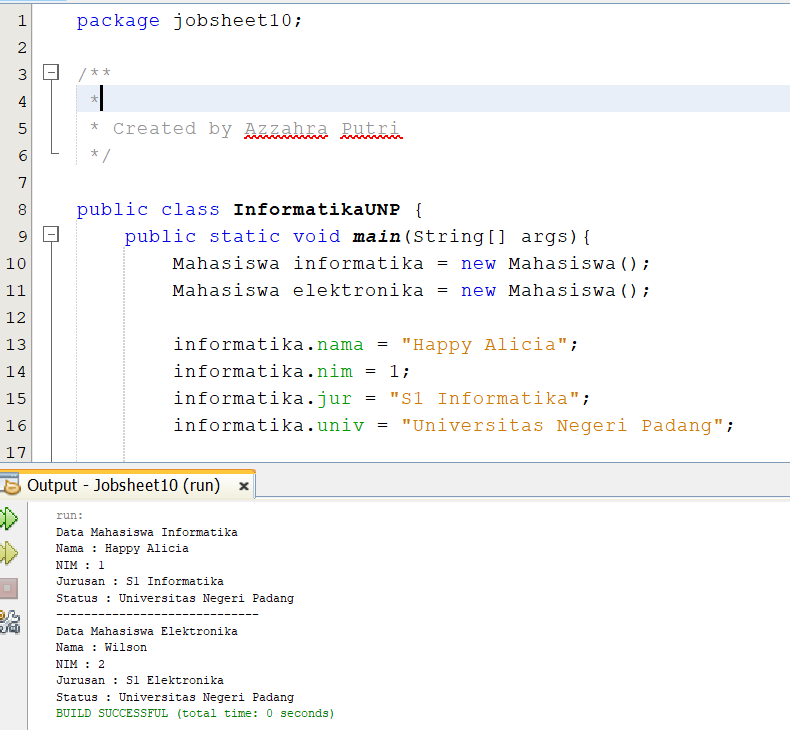 1 package jobsheet10;
2
3 /**
4 *
5 * Created by Azzahra Putri
6 */
7
8 public class InformatikaUNP {
9 public static void main(String[] args){
10 Mahasiswa informatika = new Mahasiswa();
11 Mahasiswa elektronika = new Mahasiswa();
12
13 informatika.nama = "Happy Alicia";
14 informatika.nim = 1;
15 informatika.jur = "S1 Informatika";
16 informatika.univ = "Universitas Negeri Padang";
17
Output - Jobsheet10 (run) ×
run:
Data Mahasiswa Informatika
Nama : Happy Alicia
NIM : 1
Jurusan : S1 Informatika
Status : Universitas Negeri Padang
-----------------------------
Data Mahasiswa Elektronika
Nama : Wilson
NIM : 2
Jurusan : S1 Elektronika
Status : Universitas Negeri Padang
BUILD SUCCESSFUL (total time: 0 seconds)